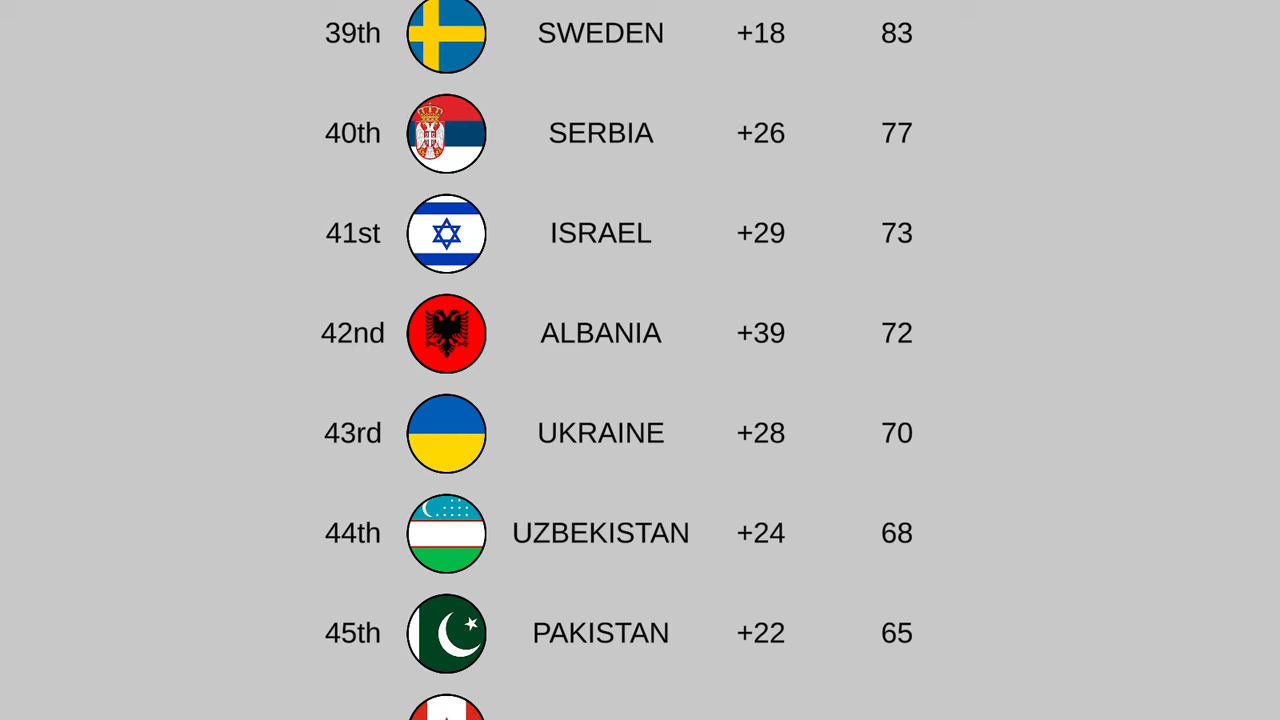 39th SWEDEN +18 83
40th SERBIA +26 77
41st ISRAEL +29 73
42nd ALBANIA +39 72
43rd UKRAINE +28 70
44th UZBEKISTAN +24 68
45th PAKISTAN +22 65